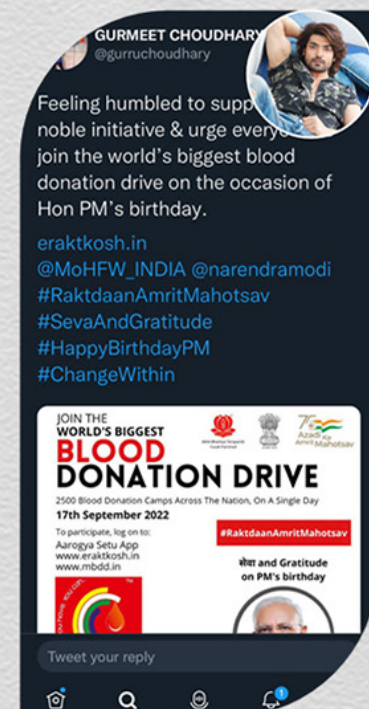 GURMEET CHOUDHARY
@gurruchoudhary
Feeling humbled to supp
noble initiative & urge every
join the world's biggest blood
donation drive on the occasion of
Hon PM's birthday.
eraktkosh.in
@MoHFW_INDIA @narendramodi
#RaktdaanAmritMahotsav
#SevaAndGratitude
#HappyBirthdayPM
#ChangeWithin
JOIN THE
WORLD'S BIGGEST
BLOOD
DONATION DRIVE
Azadi Ka
Amrit Mahotsav
2500 Blood Donation Camps Across The Nation, On A Single Day
17th September 2022
To participate, log on to:
Aarogya Setu App
www.eraktkosh.in
www.mbdd.in
#RaktdaanAmritMahotsav
सेवा and Gratitude
on PM's birthday
Tweet your reply